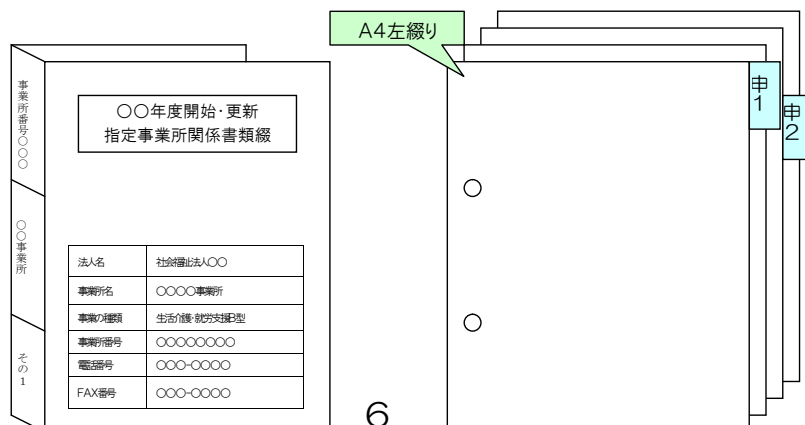 A4左綴り
事業所番号〇〇〇
〇〇事業所
その1
〇〇年度開始・更新
指定事業所関係書類綴
法人名 社会福祉法人〇〇
事業所名 〇〇〇〇事業所
事業の種類 生活介護・就労支援B型
事業所番号 〇〇〇〇〇〇〇〇
電話番号 〇〇〇-〇〇〇〇
FAX番号 〇〇〇-〇〇〇〇
申1
申2
6